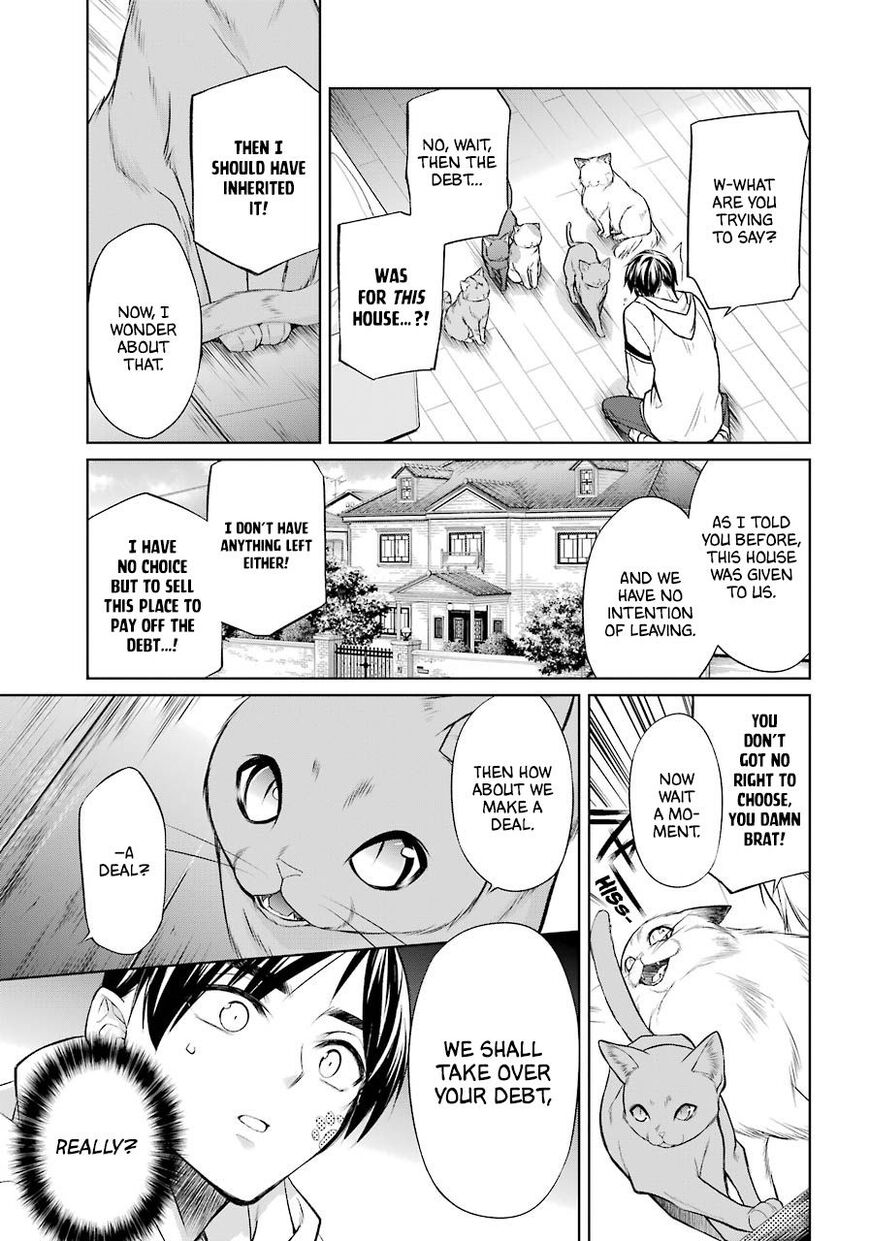 W-WHAT
ARE YOU
TRYING
TO SAY?
NO, WAIT,
THEN THE
DEBT...
WAS
FOR THIS
HOUSE...?!
THEN I
SHOULD HAVE
INHERITED
IT!
NOW, I
WONDER
ABOUT
THAT.
AS I TOLD
YOU BEFORE,
THIS HOUSE
WAS GIVEN
TO US.
AND WE
HAVE NO
INTENTION
OF LEAVING.
I DON'T HAVE
ANYTHING LEFT
EITHER!
I HAVE
NO CHOICE
BUT TO SELL
THIS PLACE TO
PAY OFF THE
DEBT...!
YOU
DON'T
GOT NO
RIGHT TO
CHOOSE,
YOU DAMN
BRAT!
HISS-
NOW
WAIT
A MO-
MENT.
THEN HOW
ABOUT WE
MAKE A
DEAL.
—A
DEAL?
WE SHALL
TAKE OVER
YOUR DEBT,
REALLY?